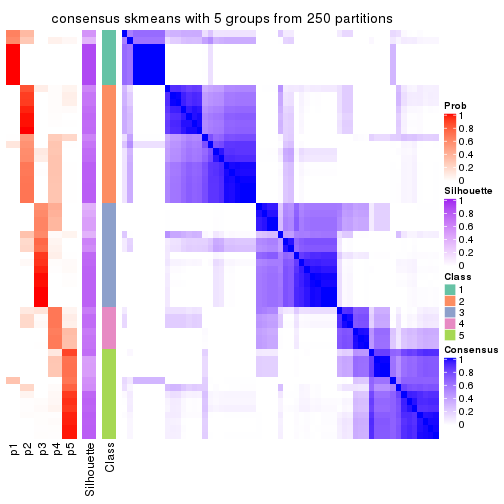 consensus skmeans with 5 groups from 250 partitions
p1
p2
p3
p4
p5
Silhouette
Class
Prob
1
0.8
0.6
0.4
0.2
0
Silhouette
1
0.8
0.6
0.4
0.2
0
Class
1
2
3
4
5
Consensus
1
0.8
0.6
0.4
0.2
0